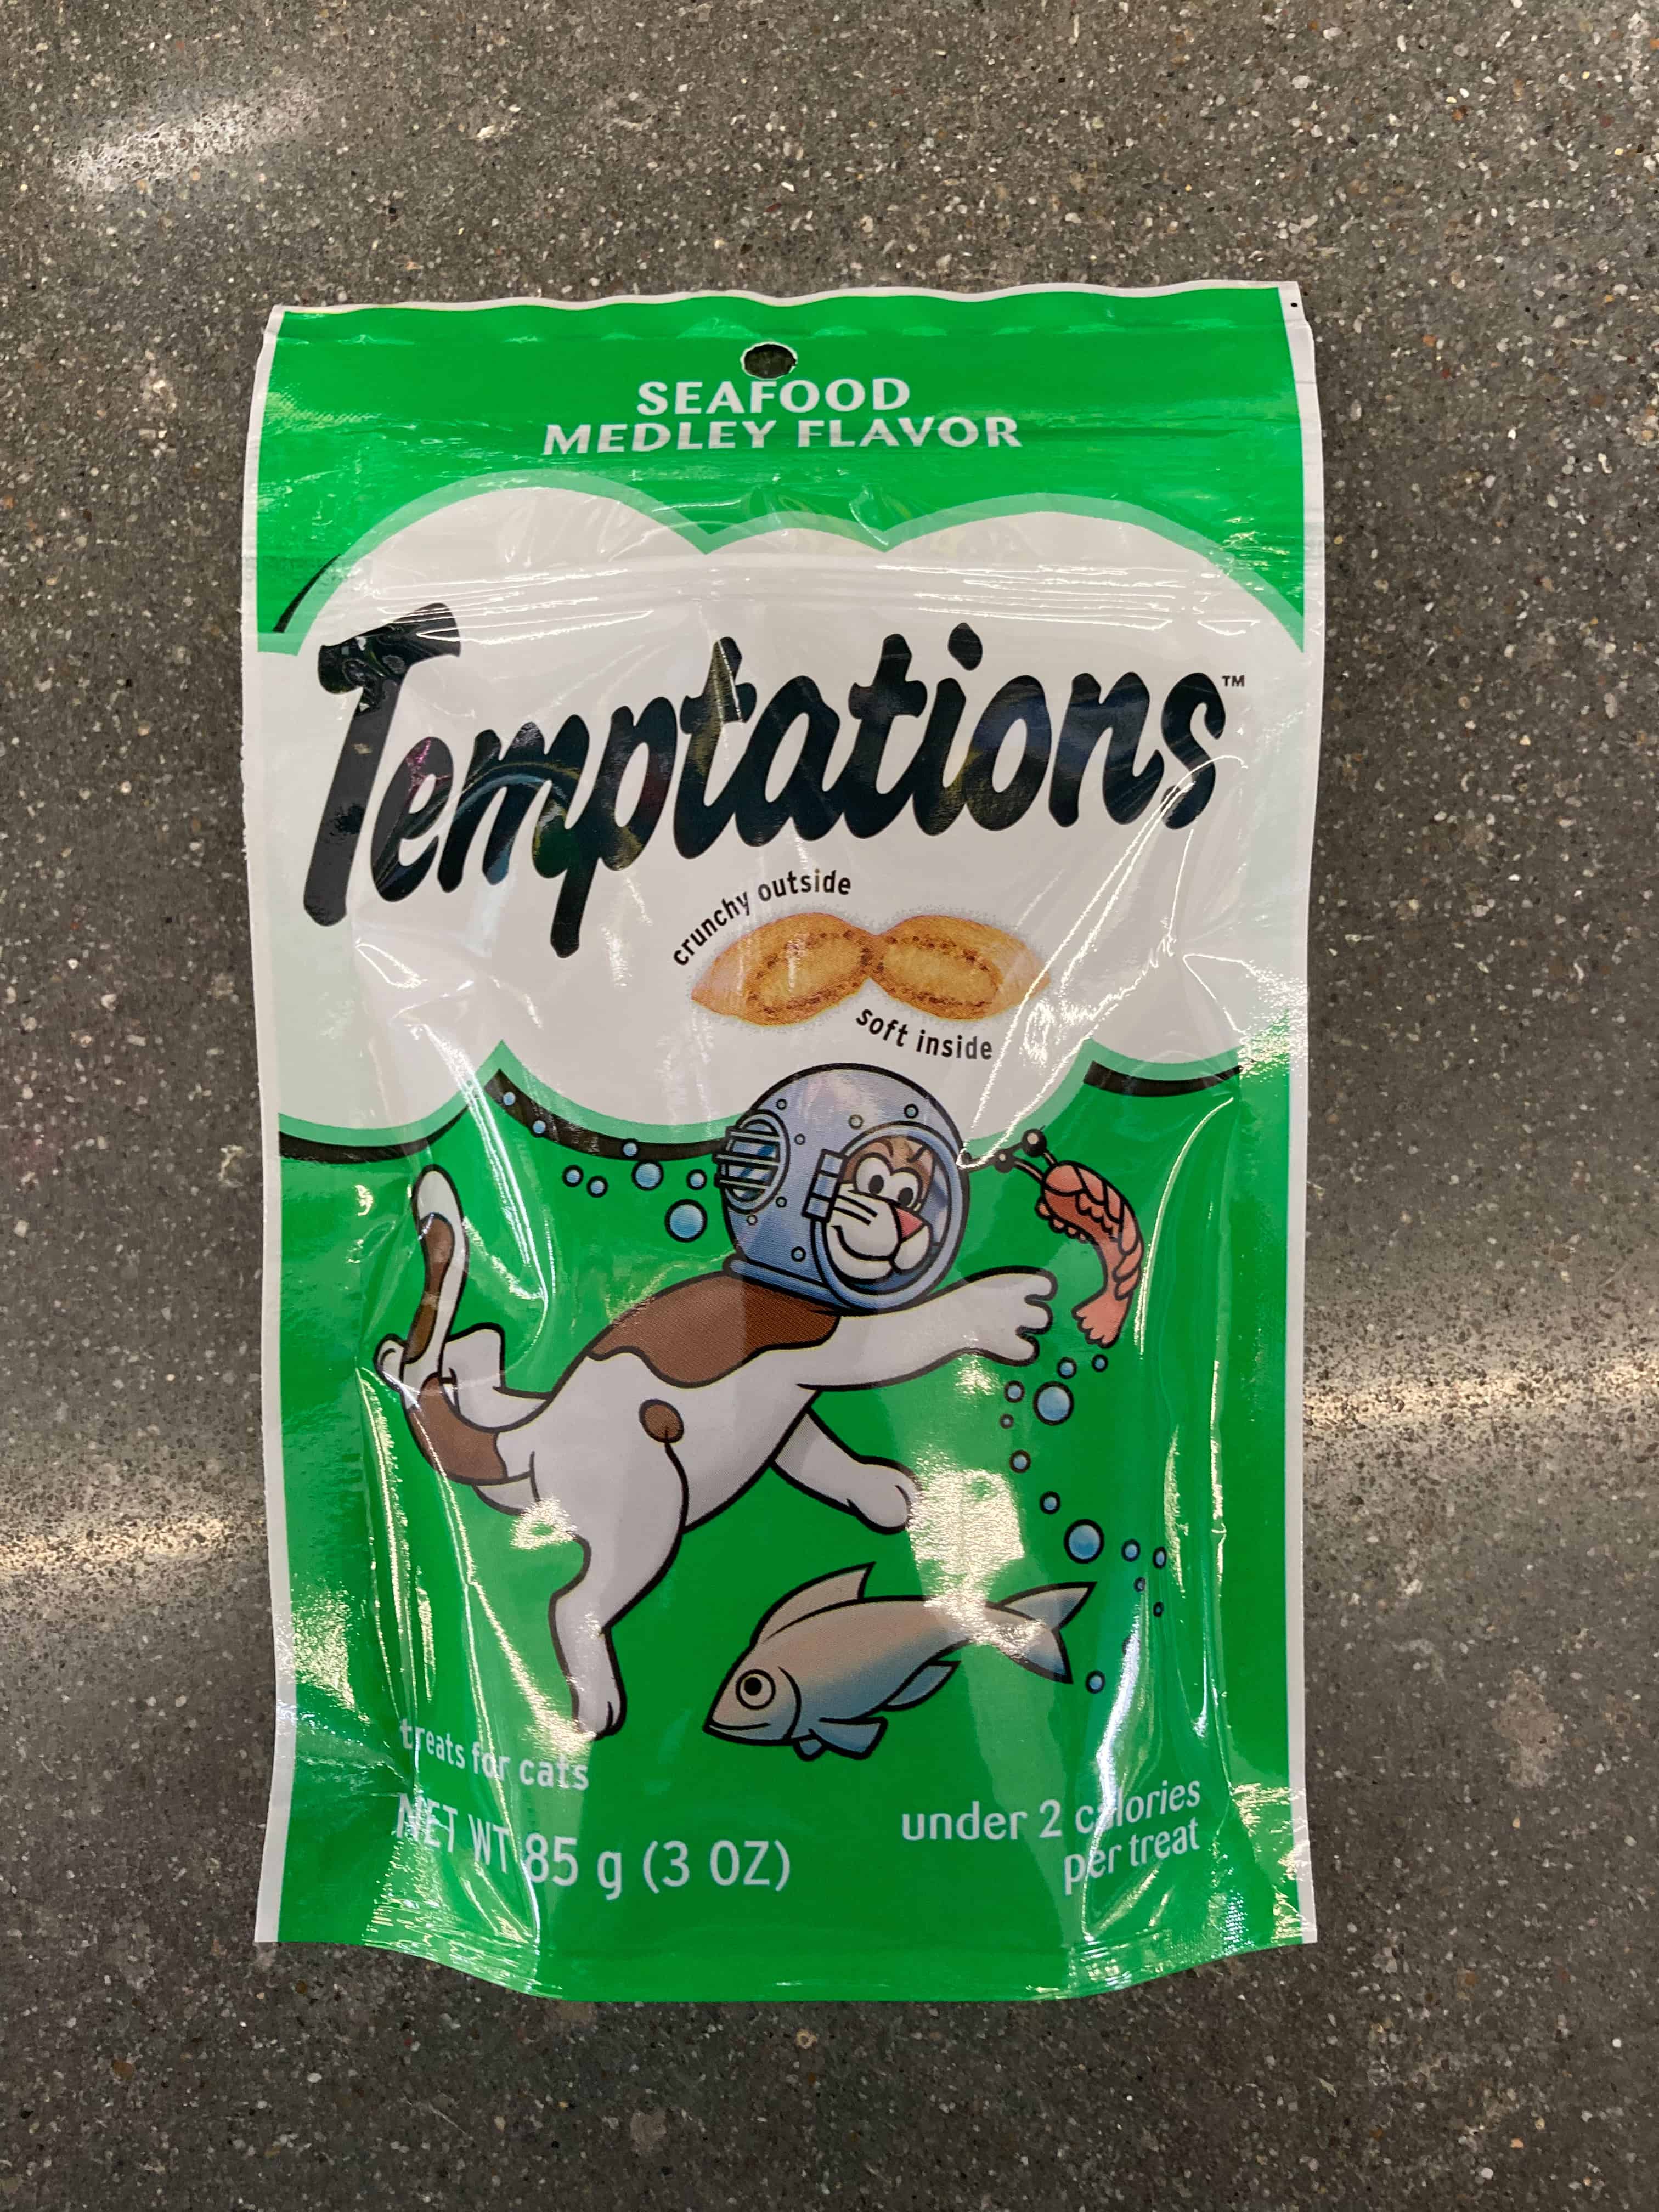 SEAFOOD
MEDLEY FLAVOR
Temptations™
crunchy outside
soft inside
treats for cats
NET WT 85 g (3 OZ)
under 2 calories
per treat